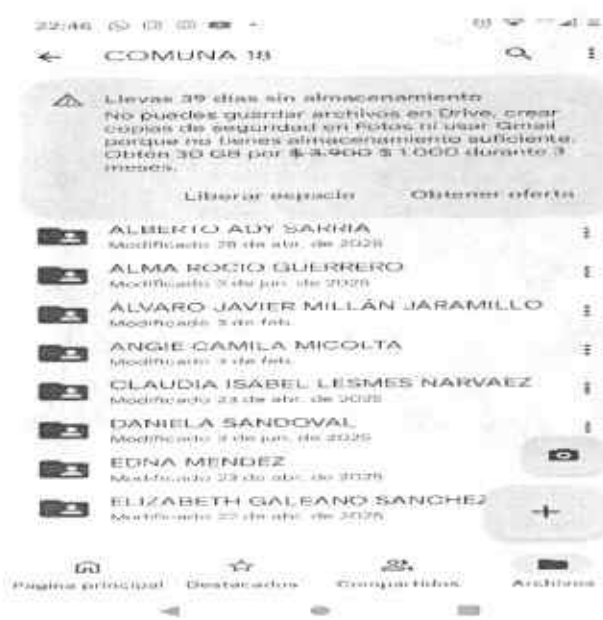 22:46
COMUNA 18
Llevas 39 días sin almacenamiento
No puedes guardar archivos en Drive, crear
copias de seguridad en Fotos ni usar Gmail
porque no tienes almacenamiento suficiente.
Obtén 30 GB por $ 3.900 $ 1.000 durante 3
meses.
Liberar espacio Obtener oferta
ALBERTO ADY SARRIA
Modificado 28 de abr. de 2025
ALMA ROCIO GUERRERO
Modificado 3 de jun. de 2025
ÁLVARO JAVIER MILLÁN JARAMILLO
Modificado 3 de feb.
ANGIE CAMILA MICOLTA
Modificado 3 de feb.
CLAUDIA ISABEL LESMES NARVAEZ
Modificado 23 de abr. de 2025
DANIELA SANDOVAL
Modificado 3 de jun. de 2025
EDNA MENDEZ
Modificado 23 de abr. de 2025
ELIZABETH GALEANO SANCHEZ
Modificado 22 de abr. de 2025
Página principal Destacados Compartidos Archivos